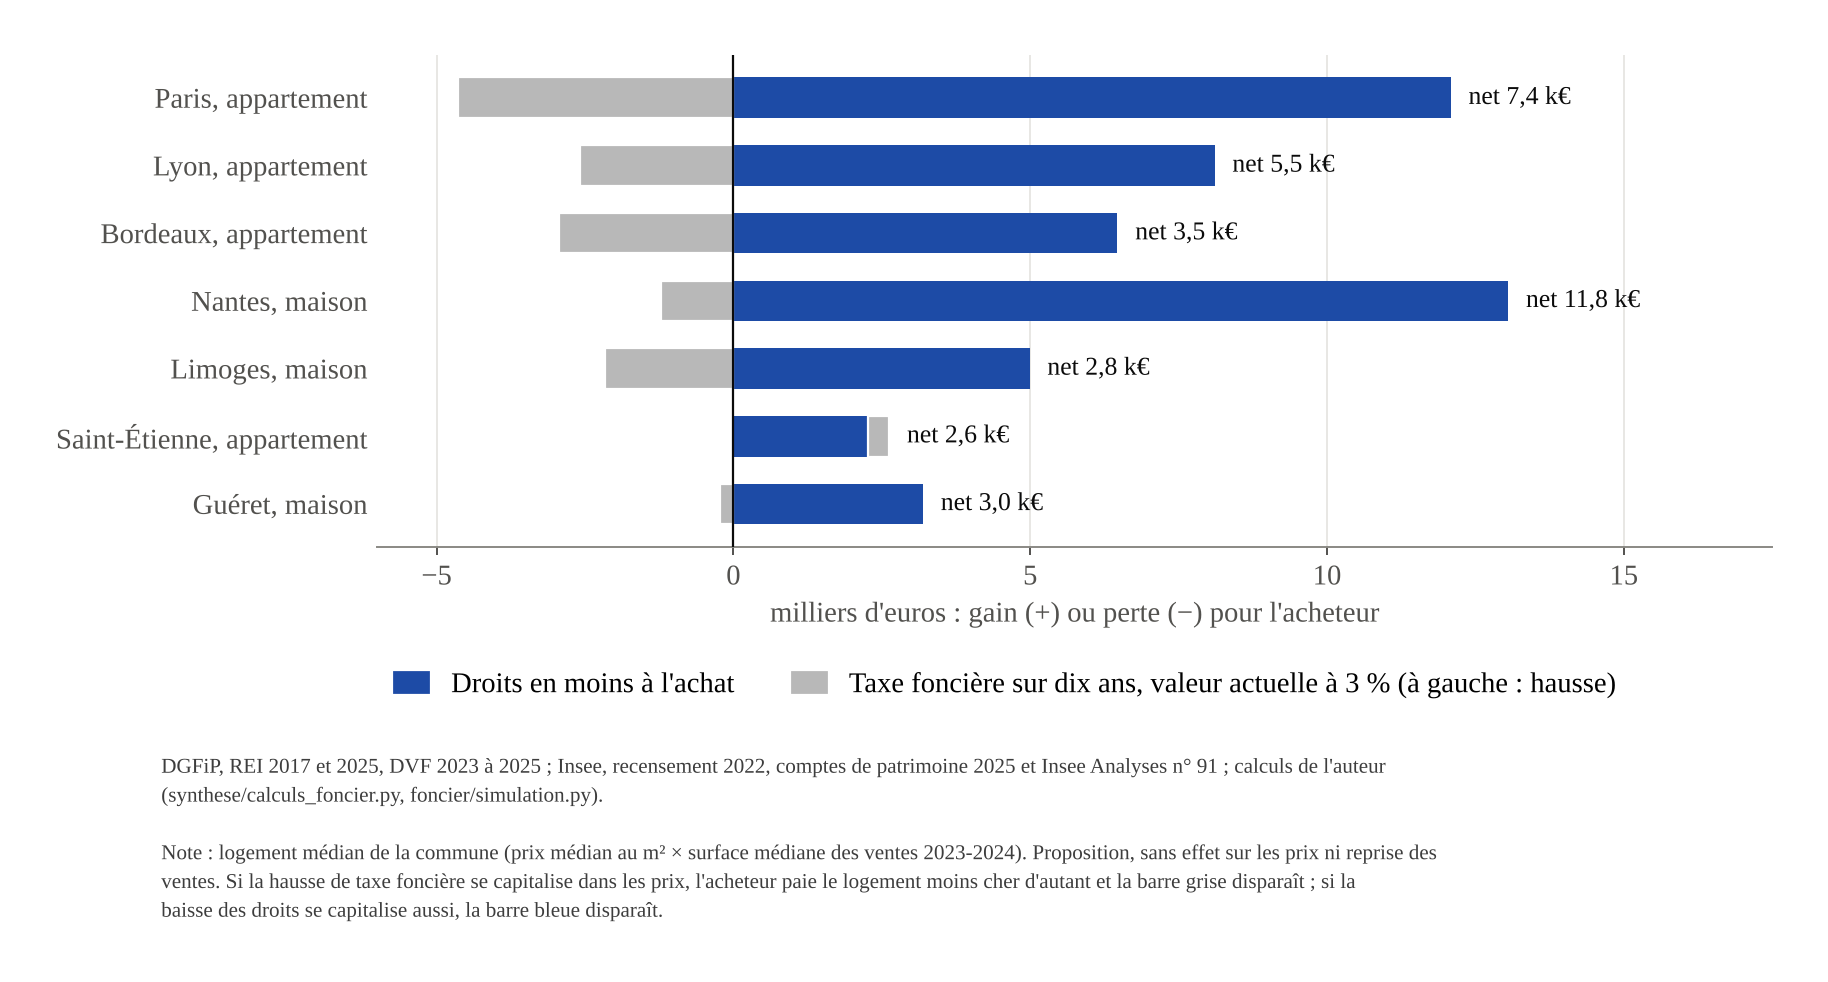 Paris, appartement
net 7,4 k€
Lyon, appartement
net 5,5 k€
Bordeaux, appartement
net 3,5 k€
Nantes, maison
net 11,8 k€
Limoges, maison
net 2,8 k€
Saint-Étienne, appartement
net 2,6 k€
Guéret, maison
net 3,0 k€
−5 0 5 10 15
milliers d'euros : gain (+) ou perte (−) pour l'acheteur
Droits en moins à l'achat
Taxe foncière sur dix ans, valeur actuelle à 3 % (à gauche : hausse)
DGFiP, REI 2017 et 2025, DVF 2023 à 2025 ; Insee, recensement 2022, comptes de patrimoine 2025 et Insee Analyses n° 91 ; calculs de l'auteur
(synthese/calculs_foncier.py, foncier/simulation.py).
Note : logement médian de la commune (prix médian au m² × surface médiane des ventes 2023-2024). Proposition, sans effet sur les prix ni reprise des
ventes. Si la hausse de taxe foncière se capitalise dans les prix, l'acheteur paie le logement moins cher d'autant et la barre grise disparaît ; si la
baisse des droits se capitalise aussi, la barre bleue disparaît.